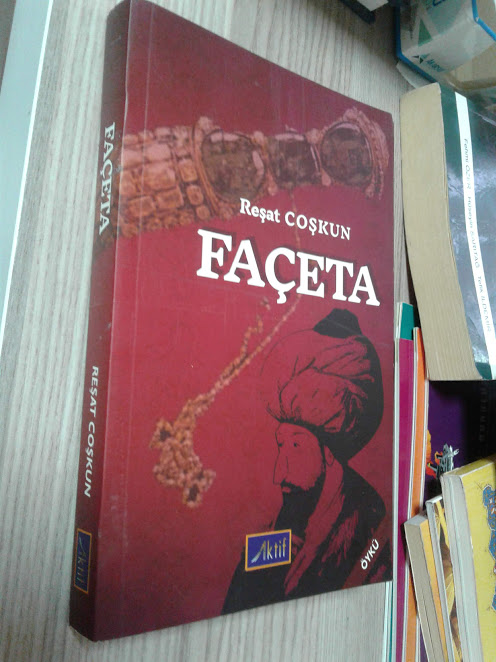 Reşat COŞKUN
FAÇETA
Aktif
ÖYKÜ
FAÇETA
REŞAT COŞKUN
Aktif